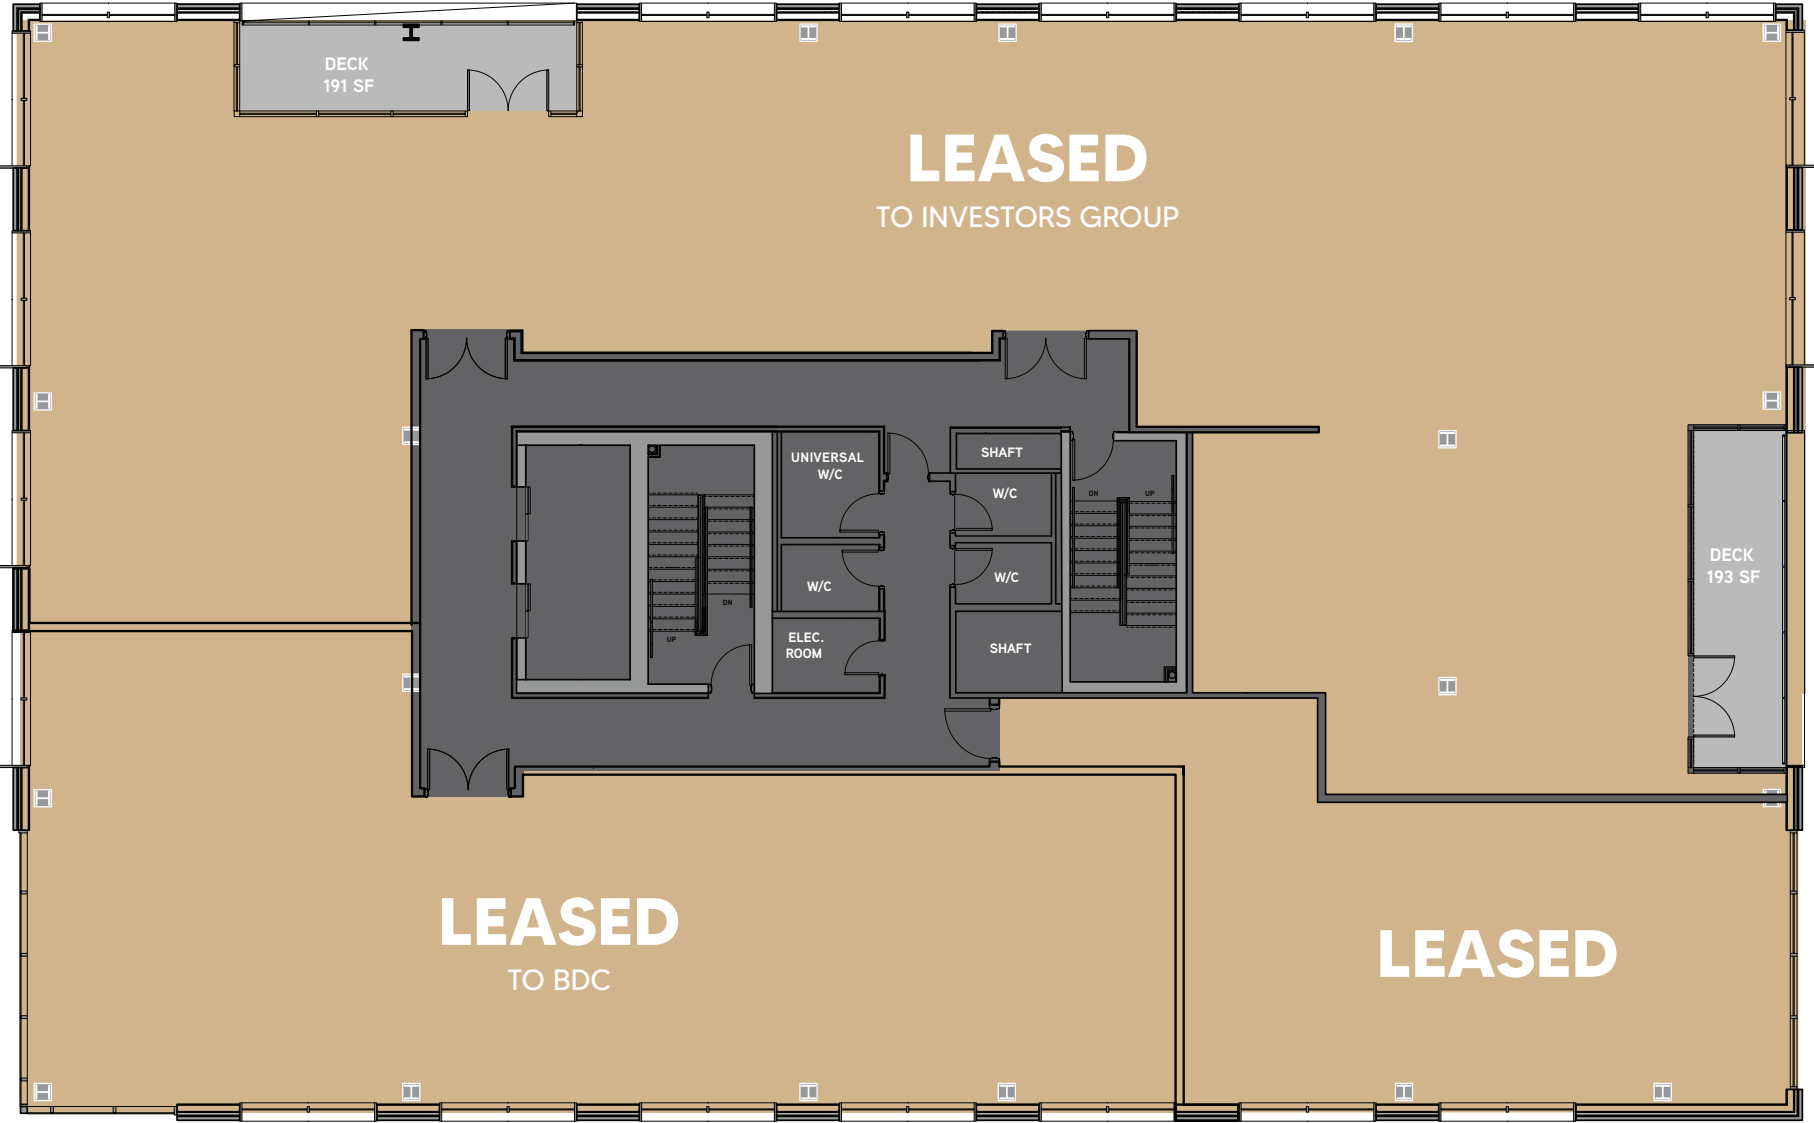 DECK
191 SF
LEASED
TO INVESTORS GROUP
UNIVERSAL
W/C
SHAFT
W/C
DN
UP
DECK
193 SF
W/C
W/C
DN
UP
ELEC.
ROOM
SHAFT
LEASED
TO BDC
LEASED